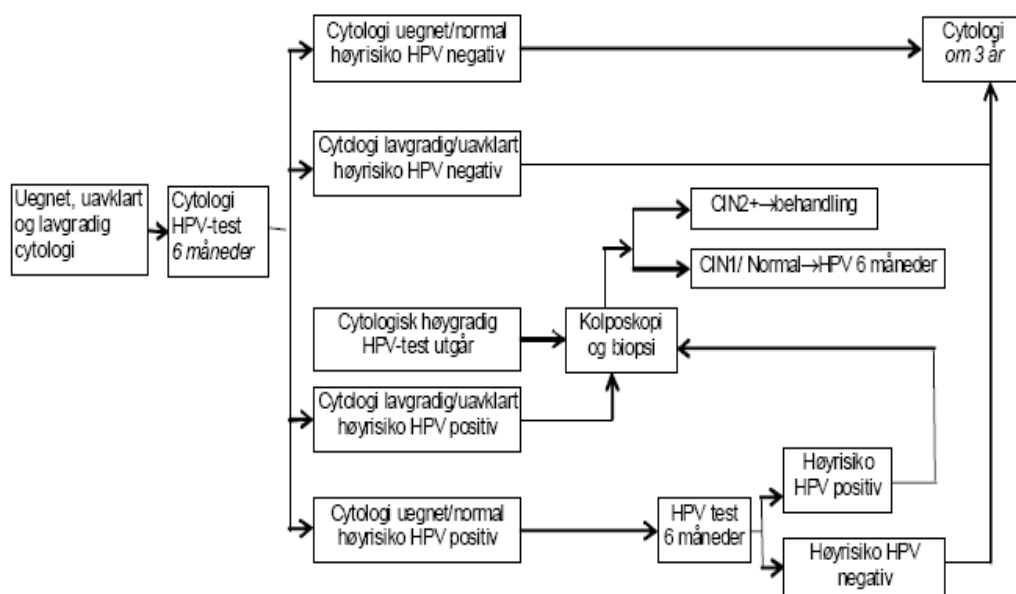 Uegnet, uavklart
og lavgradig
cytologi
Cytologi
HPV-test
6 måneder
Cytologi uegnet/normal
høyrisiko HPV negativ
Cytologi
om 3 år
Cytologi lavgradig/uavklart
høyrisiko HPV negativ
CIN2+→behandling
CIN1/ Normal→HPV 6 måneder
Cytologisk høygradig
HPV-test utgår
Kolposkopi
og biopsi
Cytologi lavgradig/uavklart
høyrisiko HPV positiv
Cytologi uegnet/normal
høyrisiko HPV positiv
HPV test
6 måneder
Høyrisiko
HPV positiv
Høyrisiko HPV
negativ